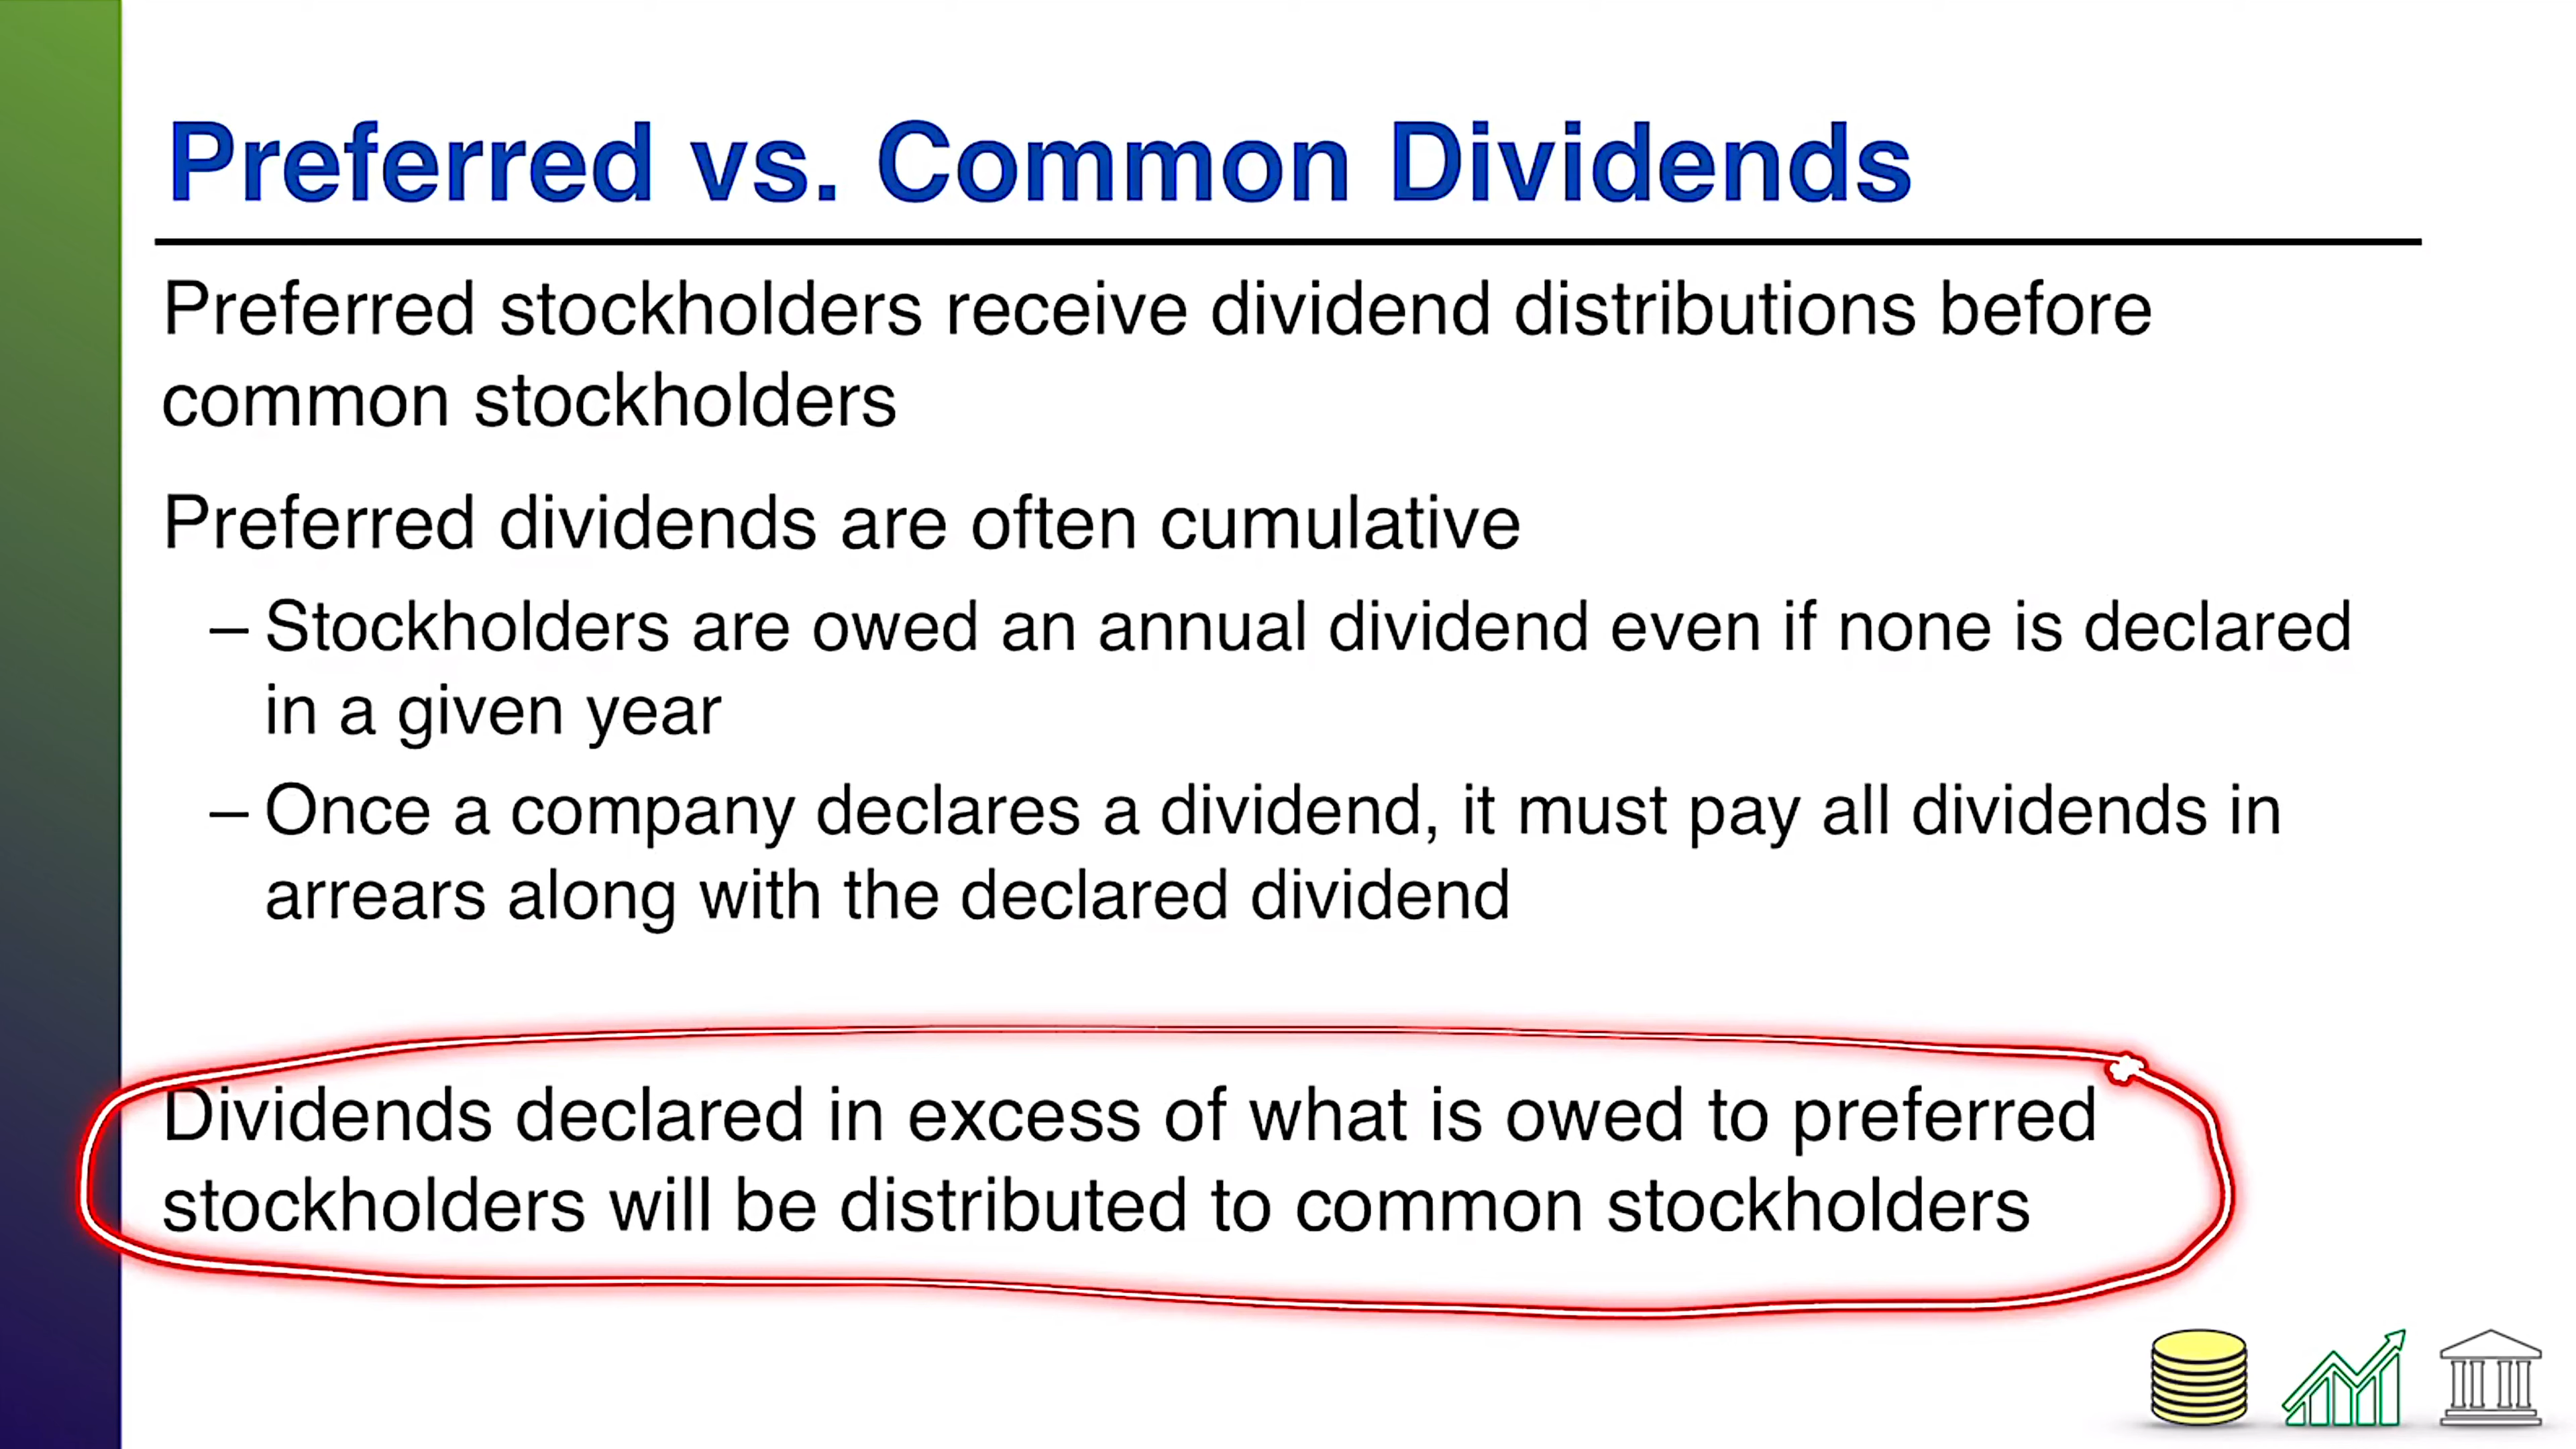 Preferred vs. Common Dividends
Preferred stockholders receive dividend distributions before
common stockholders
Preferred dividends are often cumulative
– Stockholders are owed an annual dividend even if none is declared
in a given year
– Once a company declares a dividend, it must pay all dividends in
arrears along with the declared dividend
Dividends declared in excess of what is owed to preferred
stockholders will be distributed to common stockholders